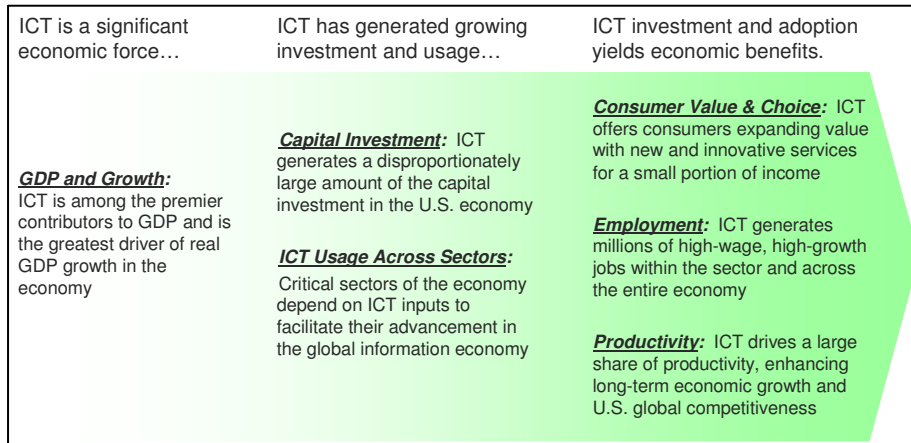 ICT is a significant
economic force…
ICT has generated growing
investment and usage…
ICT investment and adoption
yields economic benefits.
GDP and Growth:
ICT is among the premier
contributors to GDP and is
the greatest driver of real
GDP growth in the
economy
Capital Investment: ICT
generates a disproportionately
large amount of the capital
investment in the U.S. economy
ICT Usage Across Sectors:
Critical sectors of the economy
depend on ICT inputs to
facilitate their advancement in
the global information economy
Consumer Value & Choice: ICT
offers consumers expanding value
with new and innovative services
for a small portion of income
Employment: ICT generates
millions of high-wage, high-growth
jobs within the sector and across
the entire economy
Productivity: ICT drives a large
share of productivity, enhancing
long-term economic growth and
U.S. global competitiveness